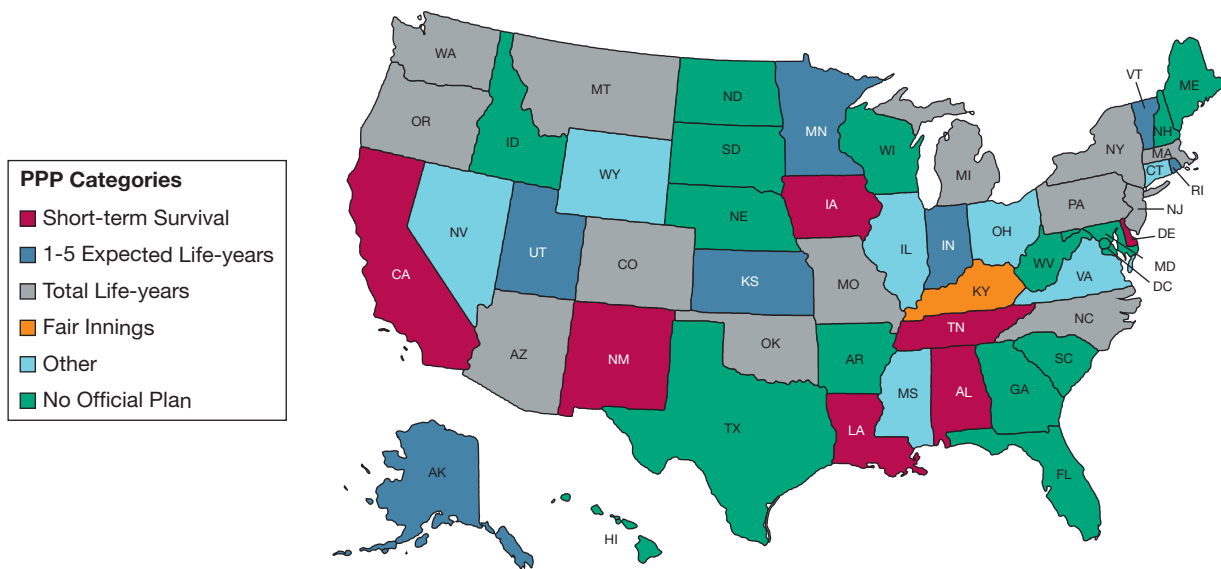 PPP Categories
Short-term Survival
1-5 Expected Life-years
Total Life-years
Fair Innings
Other
No Official Plan
WA
OR
CA
NV
ID
MT
WY
UT
AZ
CO
NM
ND
SD
NE
KS
OK
TX
MN
IA
MO
AR
LA
WI
IL
MS
MI
IN
OH
KY
TN
AL
GA
FL
SC
NC
VA
WV
PA
NY
VT
NH
ME
MA
CT
RI
NJ
DE
MD
DC
AK
HI